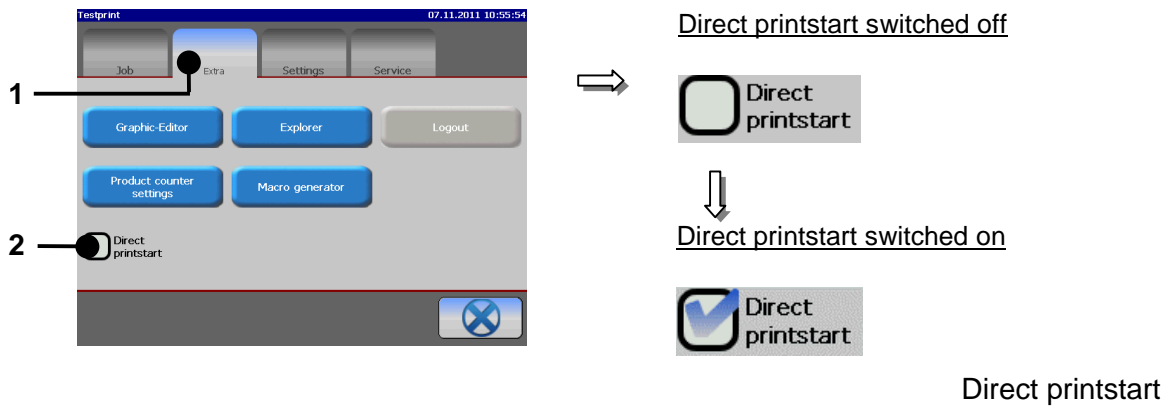 Testprint 07.11.2011 10:55:54
Job Extra Settings Service
1
Graphic-Editor Explorer Logout
Product counter
settings
Macro generator
2
Direct
printstart
Direct printstart switched off
Direct
printstart
Direct printstart switched on
Direct
printstart
Direct printstart